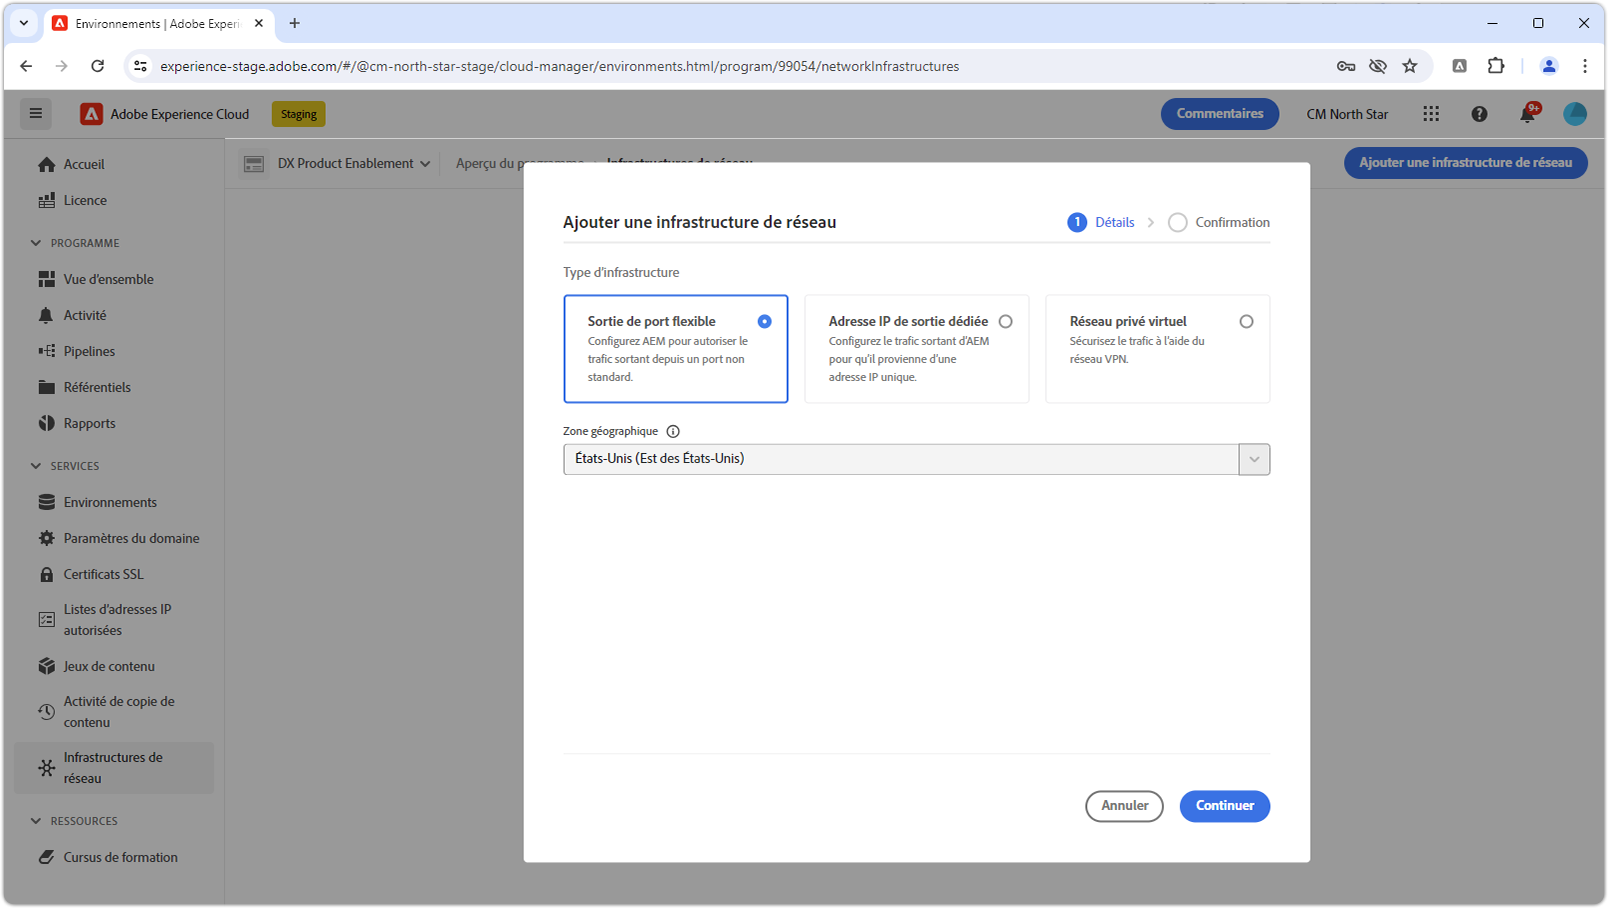 Environnements | Adobe Experi
experience-stage.adobe.com/#/@cm-north-star-stage/cloud-manager/environments.html/program/99054/networkInfrastructures
Adobe Experience Cloud
Staging
Commentaires
CM North Star
9+
Accueil
Licence
PROGRAMME
Vue d'ensemble
Activité
Pipelines
Référentiels
Rapports
SERVICES
Environnements
Paramètres du domaine
Certificats SSL
Listes d'adresses IP
autorisées
Jeux de contenu
Activité de copie de
contenu
Infrastructures de
réseau
RESSOURCES
Cursus de formation
DX Product Enablement
Aperçu du programme
Infrastructures de réseau
Ajouter une infrastructure de réseau
Ajouter une infrastructure de réseau
1 Détails
Confirmation
Type d'infrastructure
Sortie de port flexible
Configurez AEM pour autoriser le
trafic sortant depuis un port non
standard.
Adresse IP de sortie dédiée
Configurez le trafic sortant d'AEM
pour qu'il provienne d'une
adresse IP unique.
Réseau privé virtuel
Sécurisez le trafic à l'aide du
réseau VPN.
Zone géographique
États-Unis (Est des États-Unis)
Annuler
Continuer